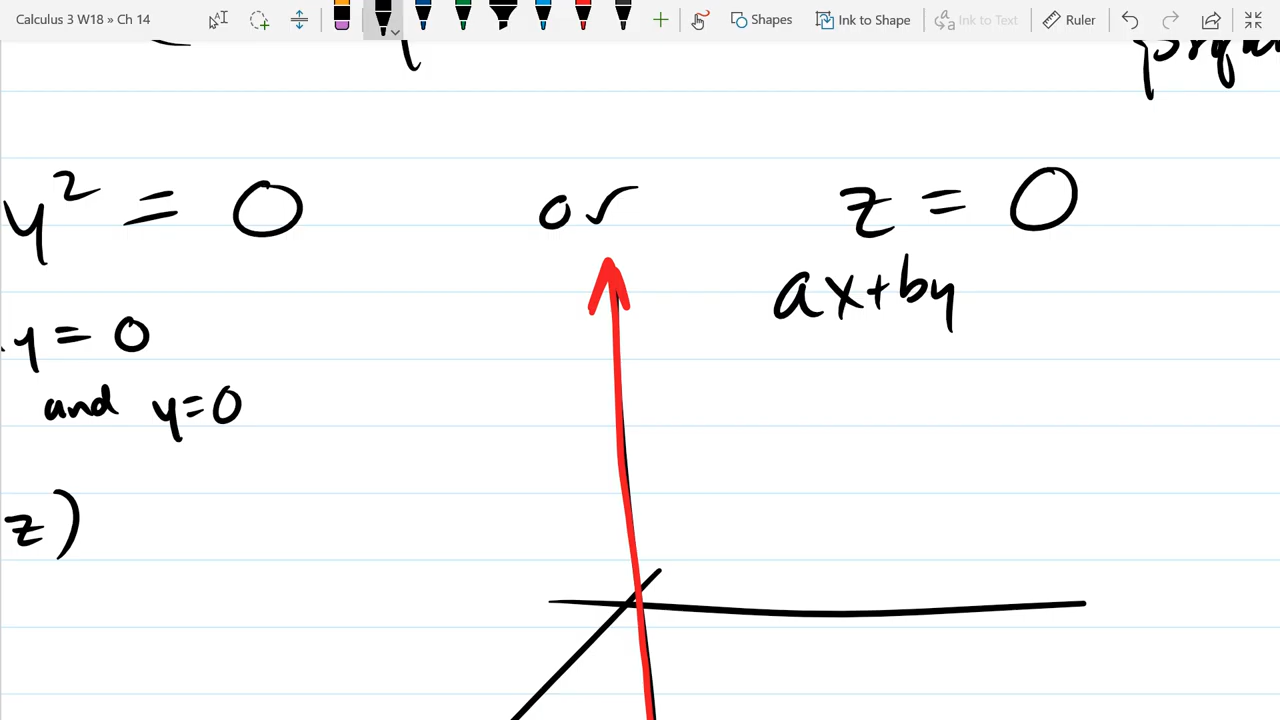 Calculus 3 W18 » Ch 14
Shapes
Ink to Shape
Ink to Text
Ruler
y² = 0 or z = 0
ax+by
y = 0
and y=0
z)